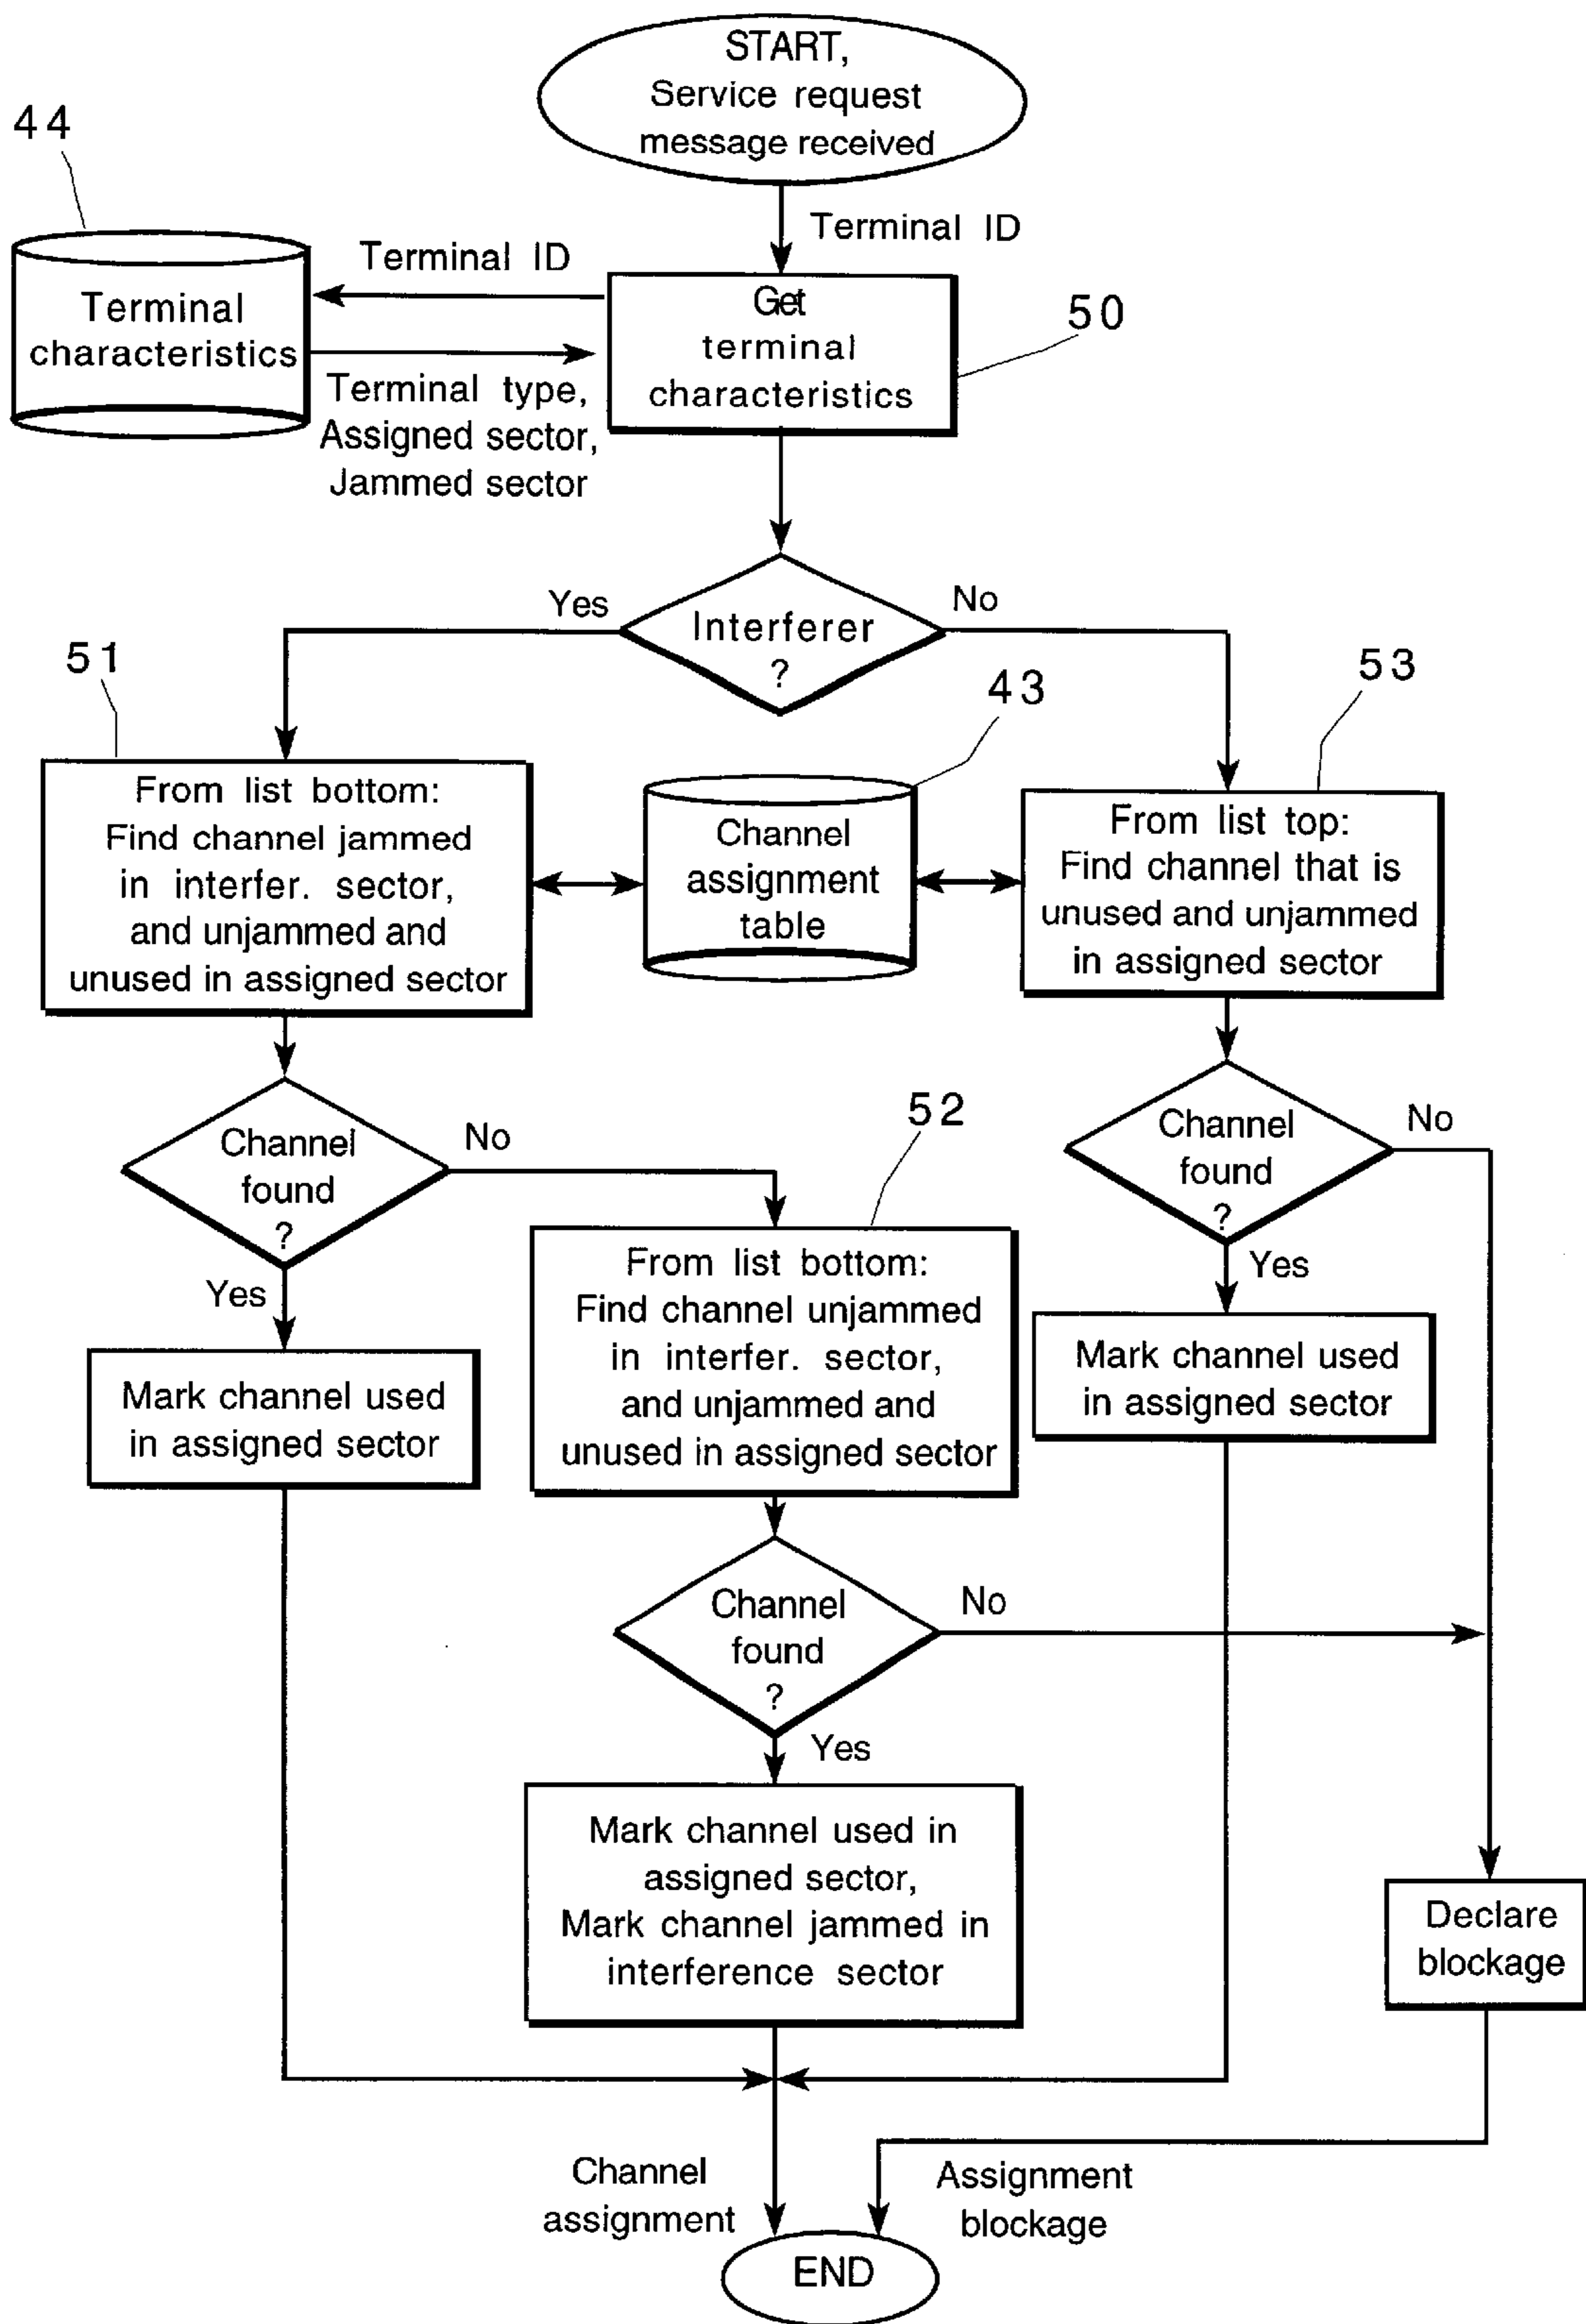 START,
Service request
message received
44
Terminal ID
Terminal ID
Terminal
characteristics
Get
terminal
characteristics
50
Terminal type,
Assigned sector,
Jammed sector
Yes
No
Interferer
?
51
43
53
From list bottom:
Find channel jammed
in interfer. sector,
and unjammed and
unused in assigned sector
Channel
assignment
table
From list top:
Find channel that is
unused and unjammed
in assigned sector
Channel
found
?
No
Yes
52
Channel
found
?
No
Yes
From list bottom:
Find channel unjammed
in interfer. sector,
and unjammed and
unused in assigned sector
Mark channel used
in assigned sector
Mark channel used
in assigned sector
Channel
found
?
No
Yes
Mark channel used in
assigned sector,
Mark channel jammed in
interference sector
Declare
blockage
Channel
assignment
Assignment
blockage
END